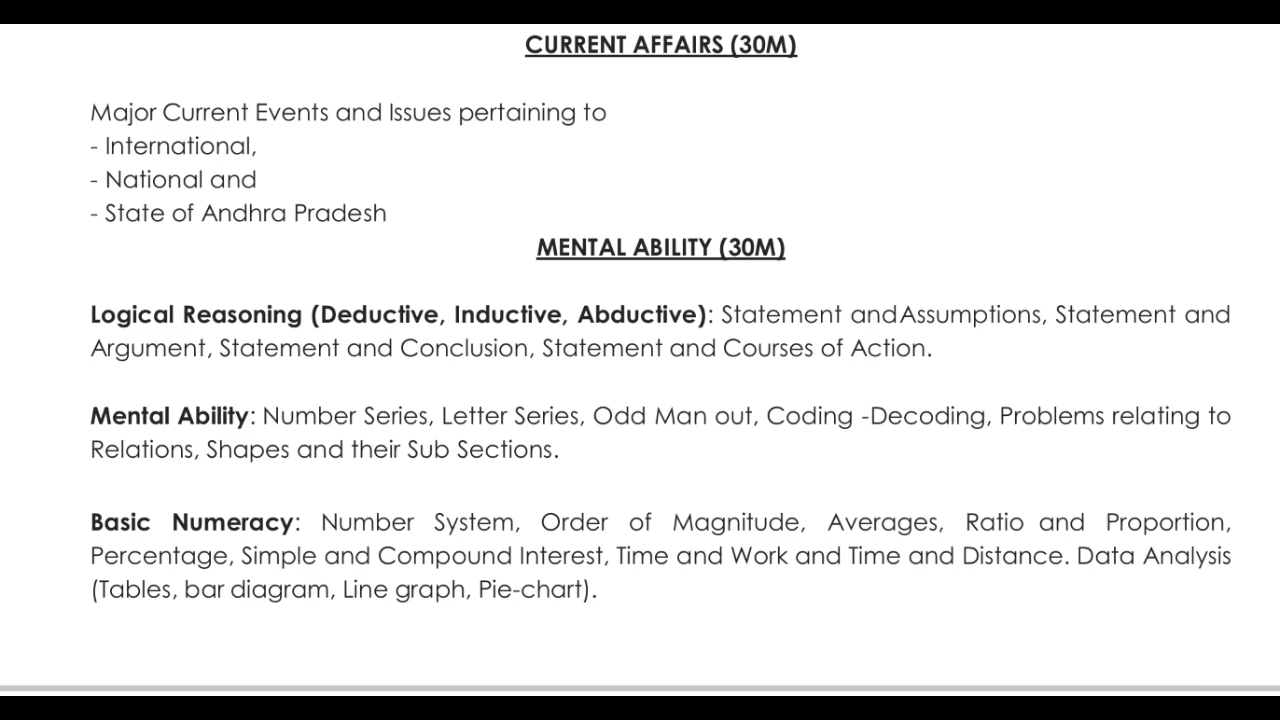 CURRENT AFFAIRS (30M)
Major Current Events and Issues pertaining to
- International,
- National and
- State of Andhra Pradesh
MENTAL ABILITY (30M)
Logical Reasoning (Deductive, Inductive, Abductive): Statement andAssumptions, Statement and
Argument, Statement and Conclusion, Statement and Courses of Action.
Mental Ability: Number Series, Letter Series, Odd Man out, Coding -Decoding, Problems relating to
Relations, Shapes and their Sub Sections.
Basic Numeracy: Number System, Order of Magnitude, Averages, Ratio and Proportion,
Percentage, Simple and Compound Interest, Time and Work and Time and Distance. Data Analysis
(Tables, bar diagram, Line graph, Pie-chart).